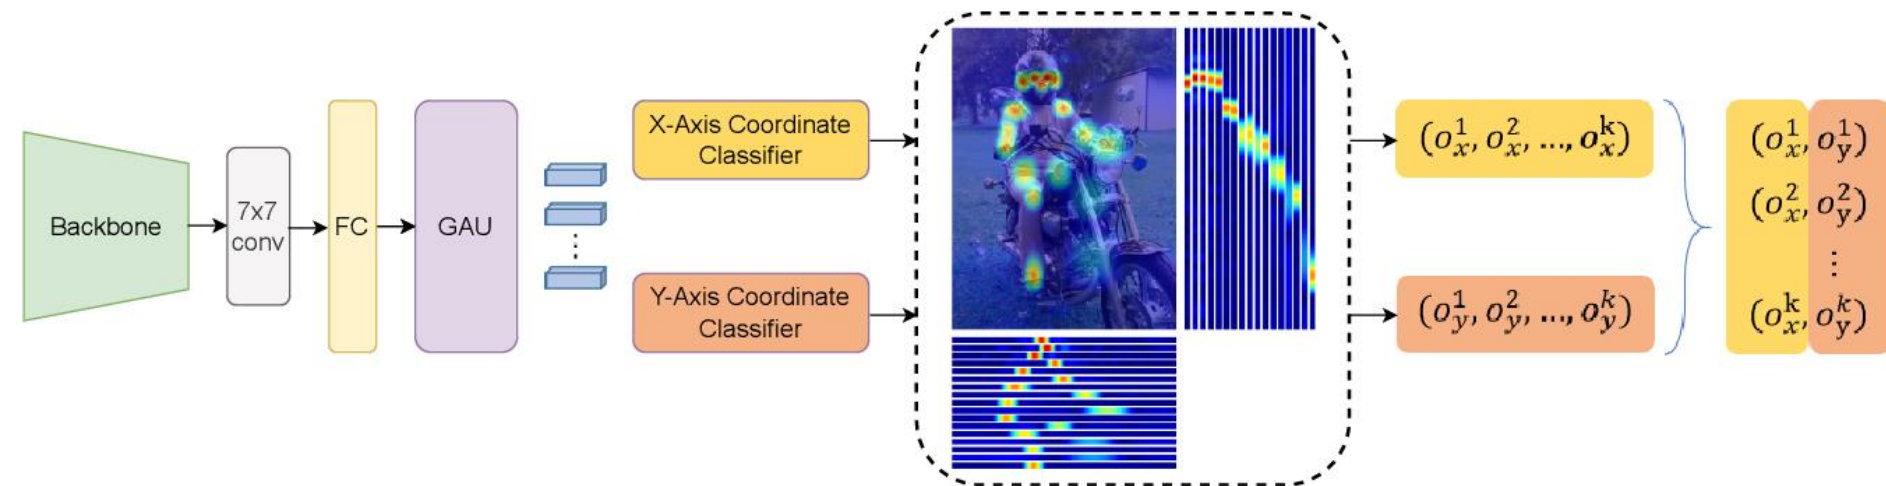 Backbone
7x7
conv
FC
GAU
X-Axis Coordinate
Classifier
Y-Axis Coordinate
Classifier
(o_x^1, o_x^2, ..., o_x^k)
(o_y^1, o_y^2, ..., o_y^k)
(o_x^1, o_y^1)
(o_x^2, o_y^2)
⋮
(o_x^k, o_y^k)